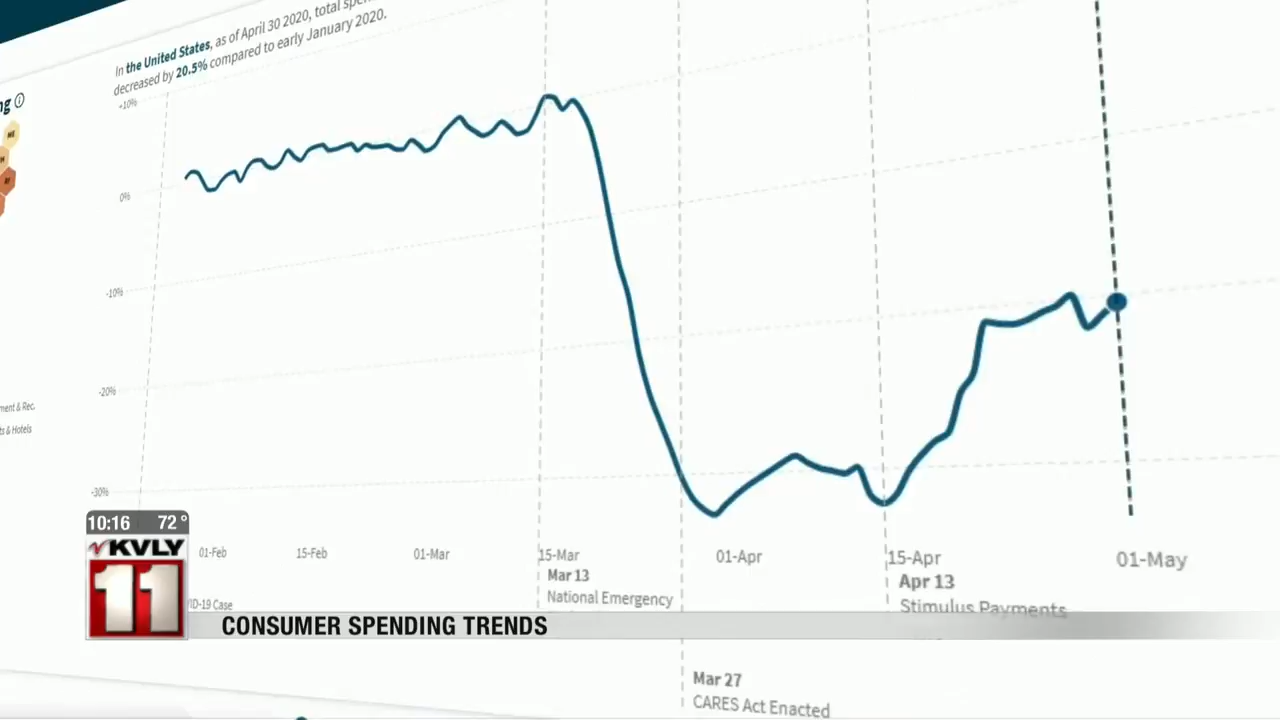 In the United States, as of April 30 2020, total
decreased by 20.5% compared to early January 2020.
+10%
0%
-10%
-20%
-30%
& Rec.
& Hotels
01-Feb
15-Feb
01-Mar
15-Mar
01-Apr
15-Apr
01-May
Mar 13
National Emergency
Apr 13
Stimulus Payments
Case
Mar 27
CARES Act Enacted
10:16 72°
KVLY
11
CONSUMER SPENDING TRENDS